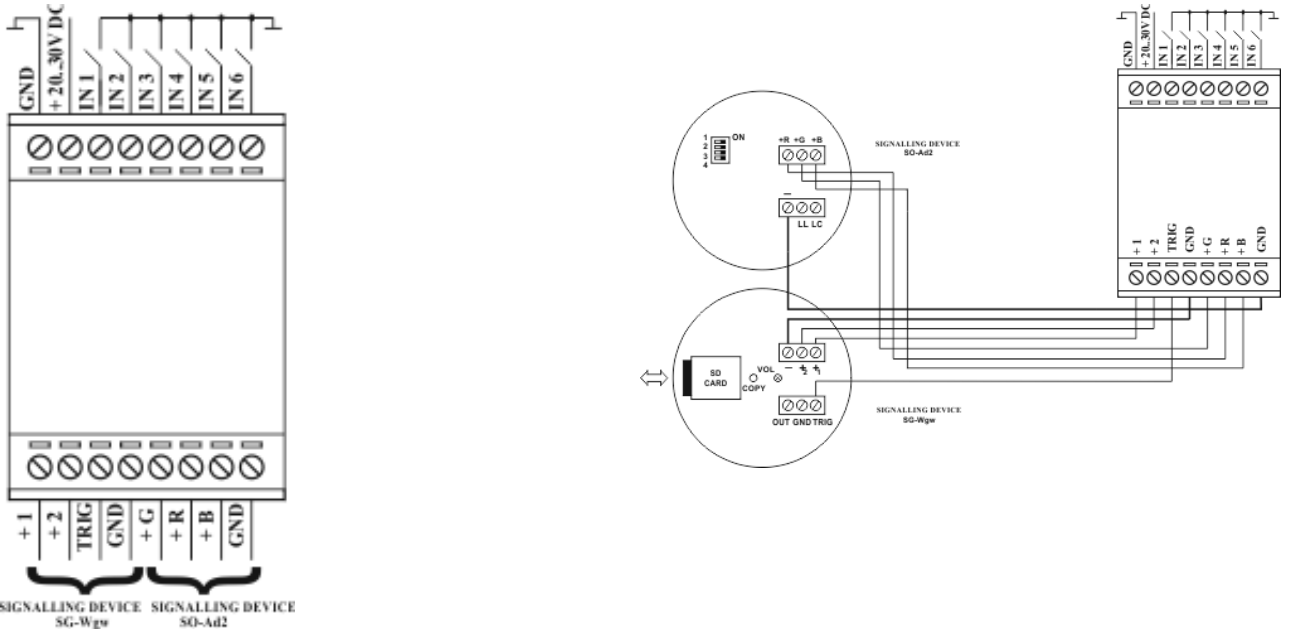 GND
+20..30V DC
IN 1
IN 2
IN 3
IN 4
IN 5
IN 6
+1
+2
TRIG
GND
+G
+R
+B
GND
SIGNALLING DEVICE
SG-Wgw
SIGNALLING DEVICE
SO-Ad2
1
2
3
4
ON
+R +G +B
−
LL LC
SIGNALLING DEVICE
SO-Ad2
SD
CARD
COPY
VOL
− +2 +1
OUT GND TRIG
SIGNALLING DEVICE
SG-Wgw
GND
+20..30V DC
IN 1
IN 2
IN 3
IN 4
IN 5
IN 6
+1
+2
TRIG
GND
+G
+R
+B
GND